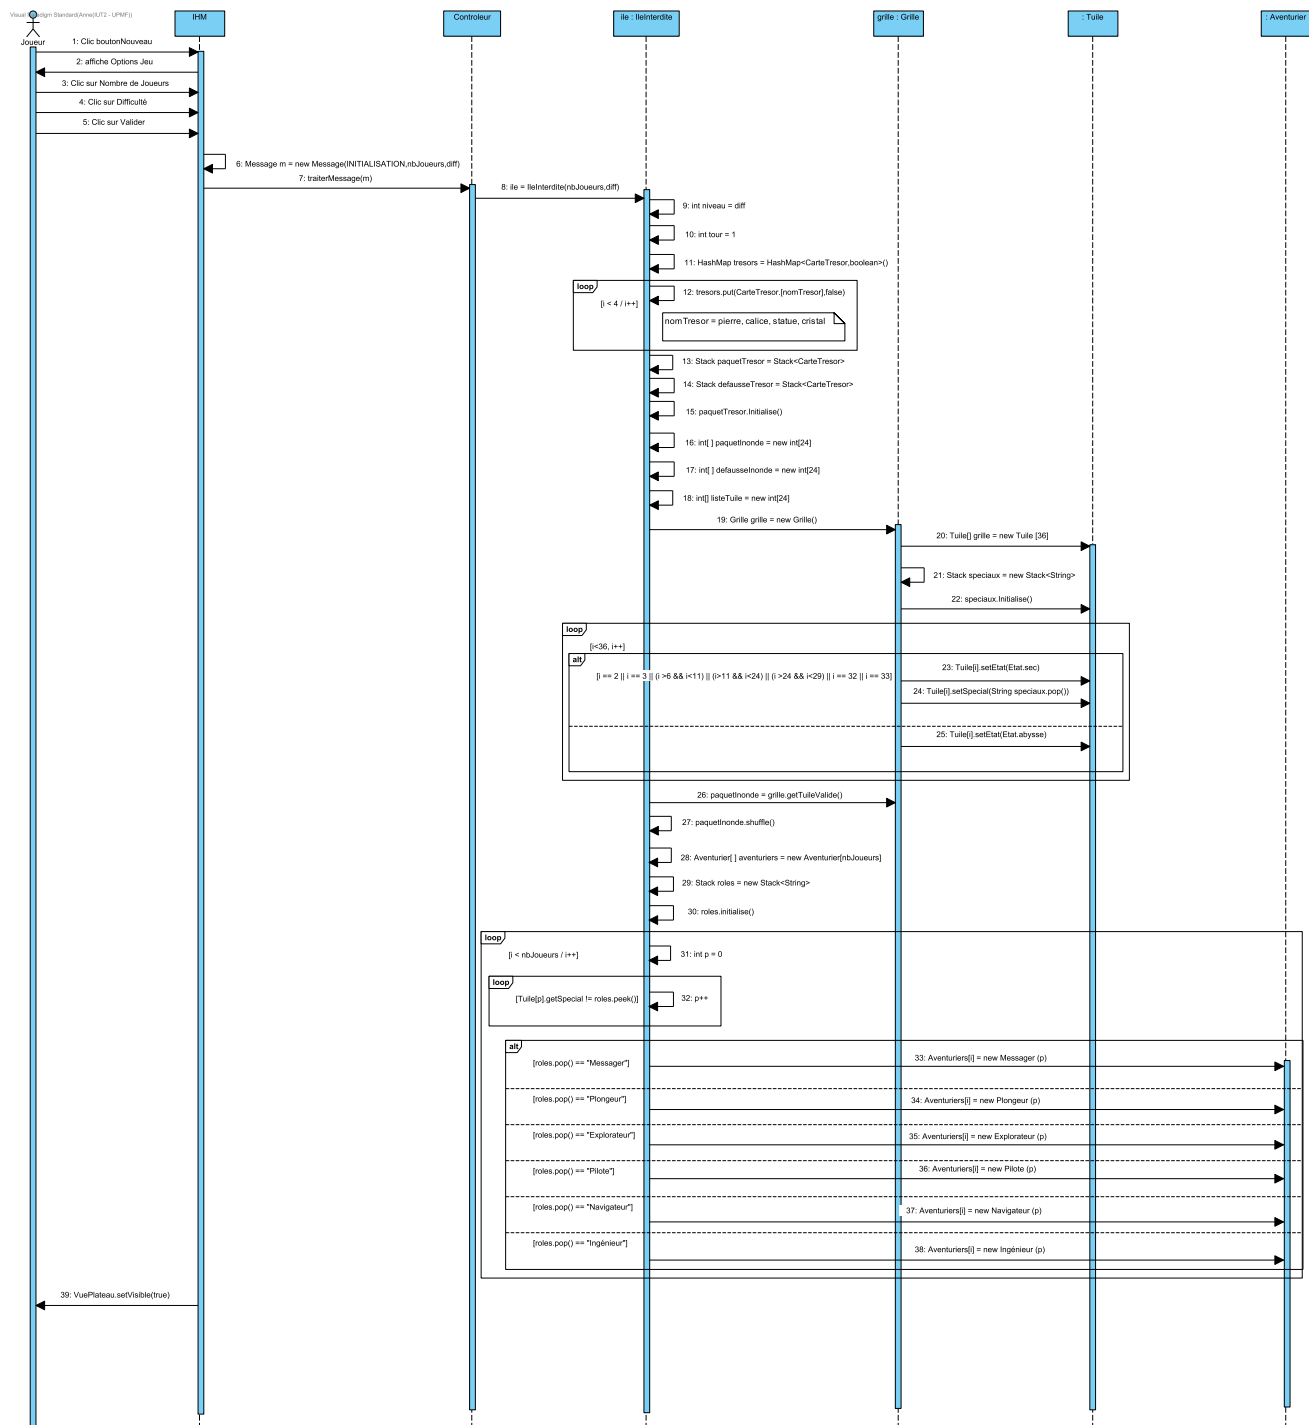 Visual Paradigm Standard(Anne(IUT2 - UPMF))
Joueur
IHM
Controleur
ile : IleInterdite
grille : Grille
: Tuile
: Aventurier
1: Clic boutonNouveau
2: affiche Options Jeu
3: Clic sur Nombre de Joueurs
4: Clic sur Difficulté
5: Clic sur Valider
6: Message m = new Message(INITIALISATION,nbJoueurs,diff)
7: traiterMessage(m)
8: ile = IleInterdite(nbJoueurs,diff)
9: int niveau = diff
10: int tour = 1
11: HashMap tresors = HashMap<CarteTresor,boolean>()
loop
[i < 4 / i++]
12: tresors.put(CarteTresor.[nomTresor],false)
nomTresor = pierre, calice, statue, cristal
13: Stack paquetTresor = Stack<CarteTresor>
14: Stack defausseTresor = Stack<CarteTresor>
15: paquetTresor.Initialise()
16: int[ ] paquetInonde = new int[24]
17: int[ ] defausseInonde = new int[24]
18: int[] listeTuile = new int[24]
19: Grille grille = new Grille()
20: Tuile[] grille = new Tuile [36]
21: Stack speciaux = new Stack<String>
22: speciaux.Initialise()
loop
[i<36, i++]
alt
[i == 2 || i == 3 || (i >6 && i<11) || (i>11 && i<24) || (i >24 && i<29) || i == 32 || i == 33]
23: Tuile[i].setEtat(Etat.sec)
24: Tuile[i].setSpecial(String speciaux.pop())
25: Tuile[i].setEtat(Etat.abysse)
26: paquetInonde = grille.getTuileValide()
27: paquetInonde.shuffle()
28: Aventurier[ ] aventuriers = new Aventurier[nbJoueurs]
29: Stack roles = new Stack<String>
30: roles.initialise()
loop
[i < nbJoueurs / i++]
31: int p = 0
loop
[Tuile[p].getSpecial != roles.peek()]
32: p++
alt
[roles.pop() == "Messager"]
33: Aventuriers[i] = new Messager (p)
[roles.pop() == "Plongeur"]
34: Aventuriers[i] = new Plongeur (p)
[roles.pop() == "Explorateur"]
35: Aventuriers[i] = new Explorateur (p)
[roles.pop() == "Pilote"]
36: Aventuriers[i] = new Pilote (p)
[roles.pop() == "Navigateur"]
37: Aventuriers[i] = new Navigateur (p)
[roles.pop() == "Ingénieur"]
38: Aventuriers[i] = new Ingénieur (p)
39: VuePlateau.setVisible(true)